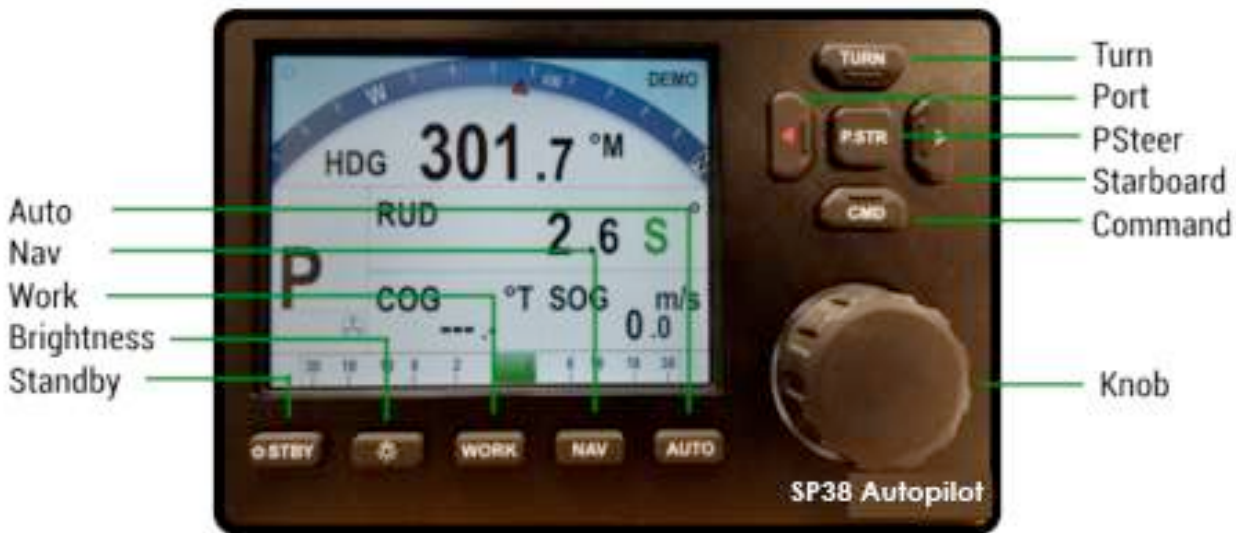 TURN
Turn
DEMO
Port
W
NW
N
P.STR
PSteer
HDG 301.7 °M
Starboard
Auto
RUD 2.6 S °
CMD
Command
Nav
P
Work
COG °T SOG m/s
---.- 0.0
Brightness
Standby
Knob
STBY WORK NAV AUTO
SP38 Autopilot